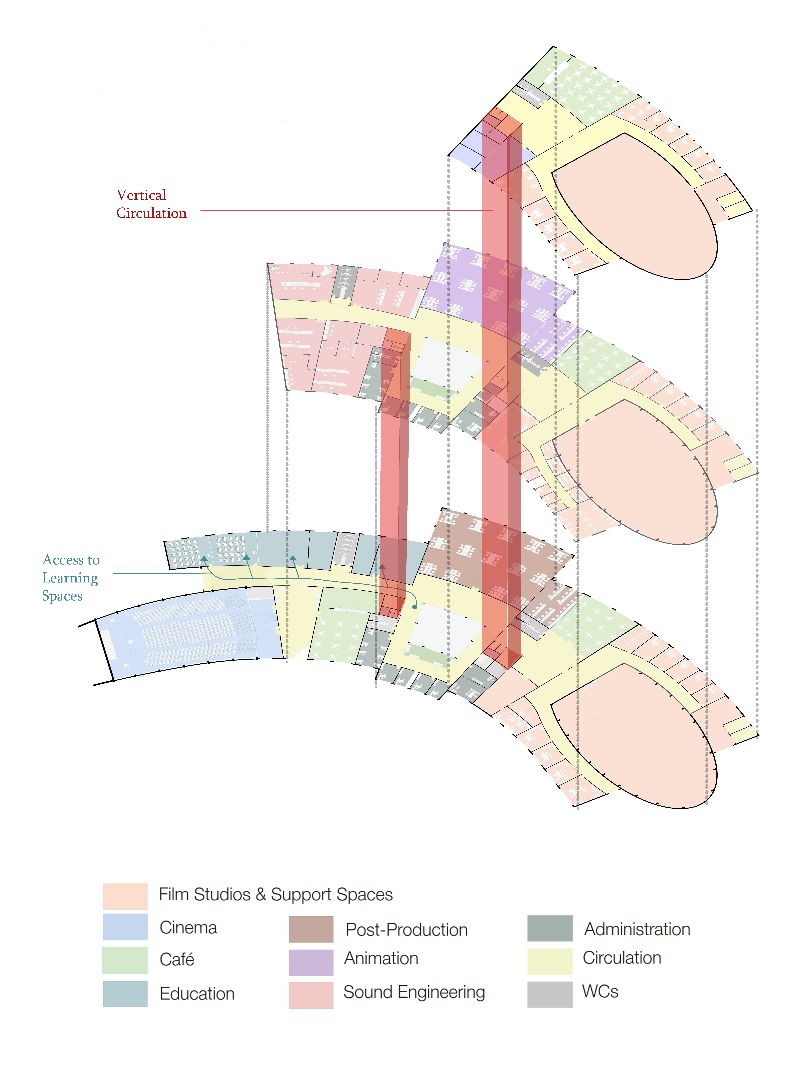 Vertical
Circulation
Access to
Learning
Spaces
Film Studios & Support Spaces
Cinema
Post-Production
Administration
Café
Animation
Circulation
Education
Sound Engineering
WCs